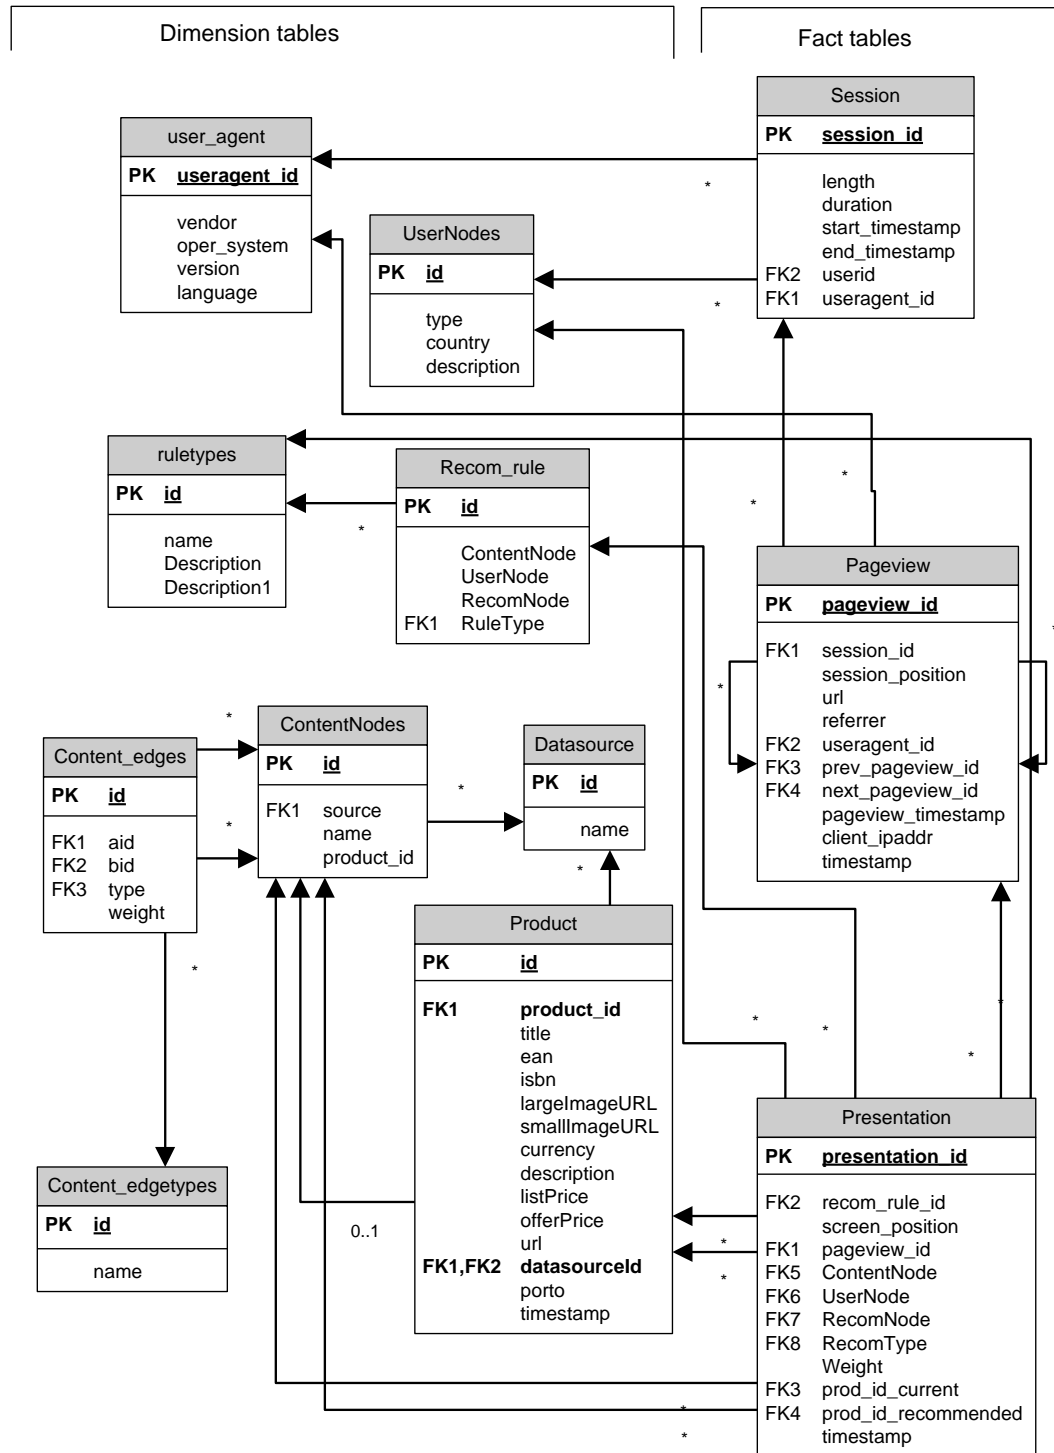 Dimension tables
Fact tables
Session
PK session_id
length
duration
start_timestamp
end_timestamp
FK2 userid
FK1 useragent_id
user_agent
PK useragent_id
vendor
oper_system
version
language
*
UserNodes
PK id
type
country
description
*
ruletypes
PK id
name
Description
Description1
*
Recom_rule
PK id
ContentNode
UserNode
RecomNode
FK1 RuleType
*
*
Pageview
PK pageview_id
FK1 session_id
session_position
url
referrer
FK2 useragent_id
FK3 prev_pageview_id
FK4 next_pageview_id
pageview_timestamp
client_ipaddr
timestamp
*
*
Content_edges
PK id
FK1 aid
FK2 bid
FK3 type
weight
*
*
*
ContentNodes
PK id
FK1 source
name
product_id
*
Datasource
PK id
name
*
Product
PK id
FK1 product_id
title
ean
isbn
largeImageURL
smallImageURL
currency
description
listPrice
offerPrice
url
FK1,FK2 datasourceId
porto
timestamp
0..1
Content_edgetypes
PK id
name
*
*
*
*
Presentation
PK presentation_id
FK2 recom_rule_id
screen_position
FK1 pageview_id
FK5 ContentNode
FK6 UserNode
FK7 RecomNode
FK8 RecomType
Weight
FK3 prod_id_current
FK4 prod_id_recommended
timestamp
*
*
*
*